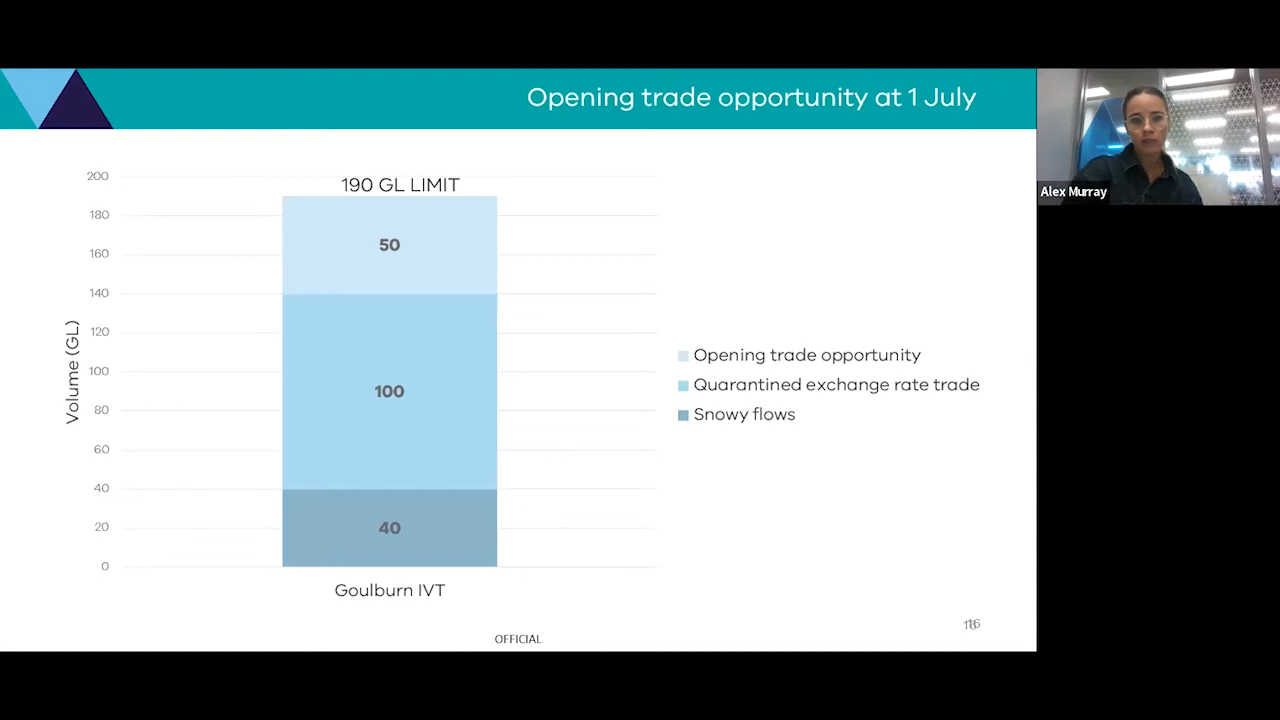 Opening trade opportunity at 1 July
Alex Murray
190 GL LIMIT
200
180
160
140
120
100
80
60
40
20
0
Volume (GL)
50
100
40
Goulburn IVT
Opening trade opportunity
Quarantined exchange rate trade
Snowy flows
OFFICIAL
16